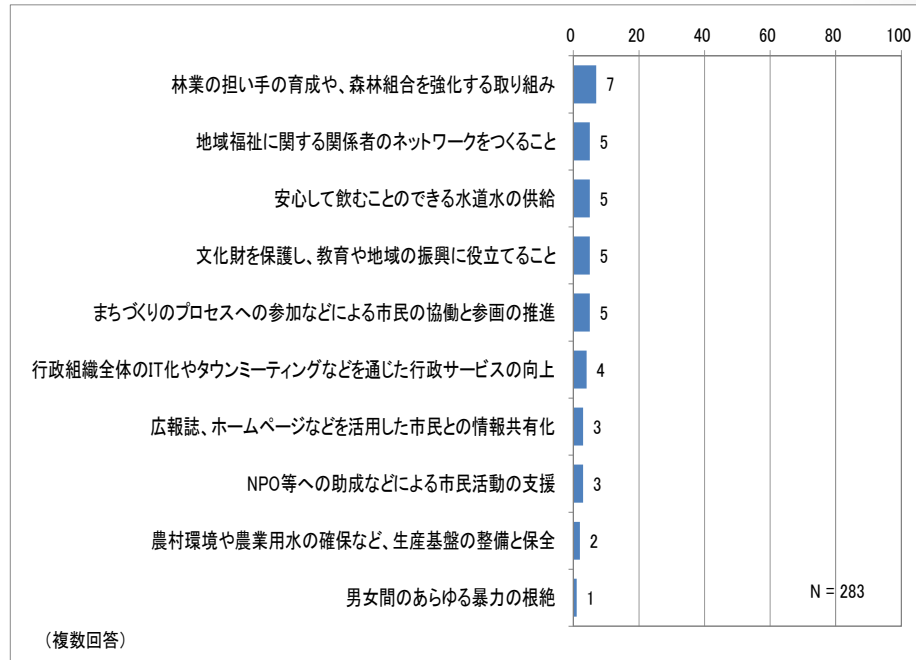 0 20 40 60 80 100
林業の担い手の育成や、森林組合を強化する取り組み 7
地域福祉に関する関係者のネットワークをつくること 5
安心して飲むことのできる水道水の供給 5
文化財を保護し、教育や地域の振興に役立てること 5
まちづくりのプロセスへの参加などによる市民の協働と参画の推進 5
行政組織全体のIT化やタウンミーティングなどを通じた行政サービスの向上 4
広報誌、ホームページなどを活用した市民との情報共有化 3
NPO等への助成などによる市民活動の支援 3
農村環境や農業用水の確保など、生産基盤の整備と保全 2
男女間のあらゆる暴力の根絶 1
N = 283
(複数回答)